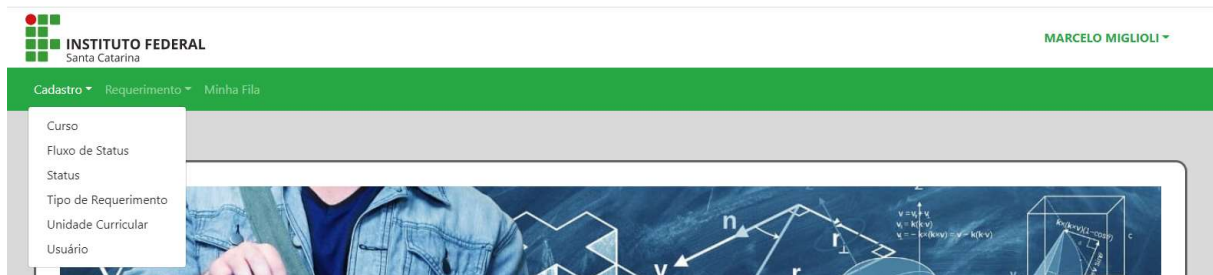 INSTITUTO FEDERAL
Santa Catarina
MARCELO MIGLIOLI
Cadastro Requerimento Minha Fila
Curso
Fluxo de Status
Status
Tipo de Requerimento
Unidade Curricular
Usuário
n
r
v
r
c